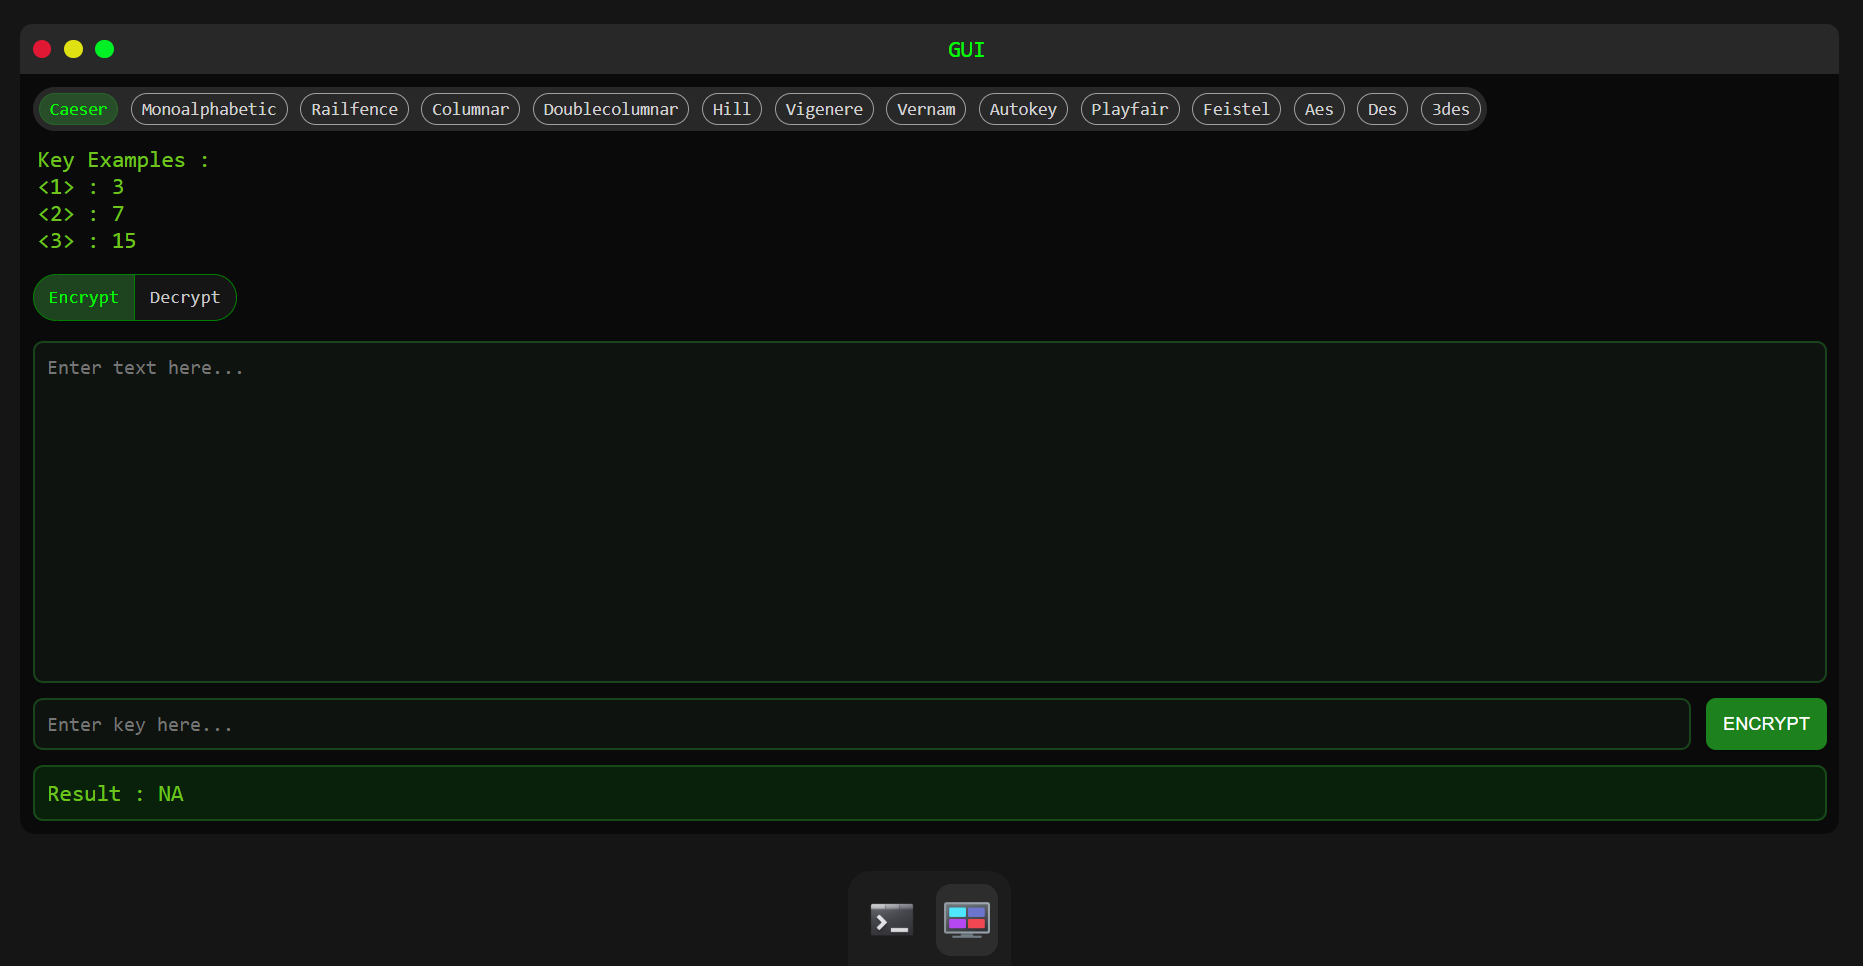 GUI
Caeser Monoalphabetic Railfence Columnar Doublecolumnar Hill Vigenere Vernam Autokey Playfair Feistel Aes Des 3des
Key Examples :
<1> : 3
<2> : 7
<3> : 15
Encrypt Decrypt
Enter text here...
Enter key here... ENCRYPT
Result : NA